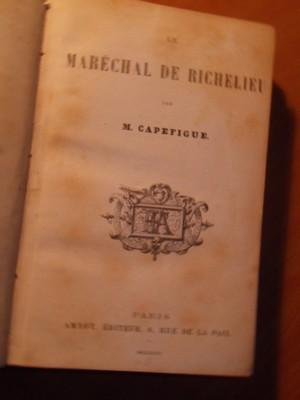 LE
MARÉCHAL DE RICHELIEU
PAR
M. CAPEFIGUE.
PARIS
AMYOT, ÉDITEUR, 8, RUE DE LA PAIX.